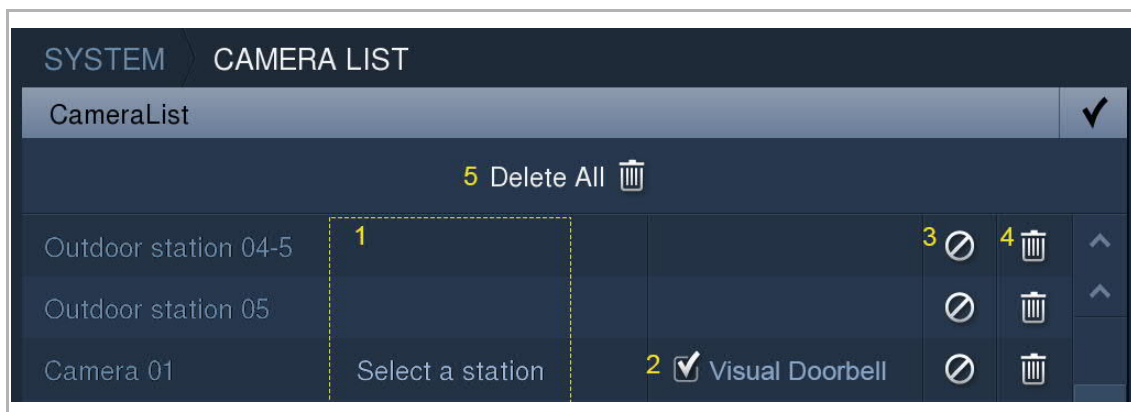 SYSTEM CAMERA LIST
CameraList
5 Delete All
Outdoor station 04-5 1 3 4
Outdoor station 05
Camera 01 Select a station 2 Visual Doorbell